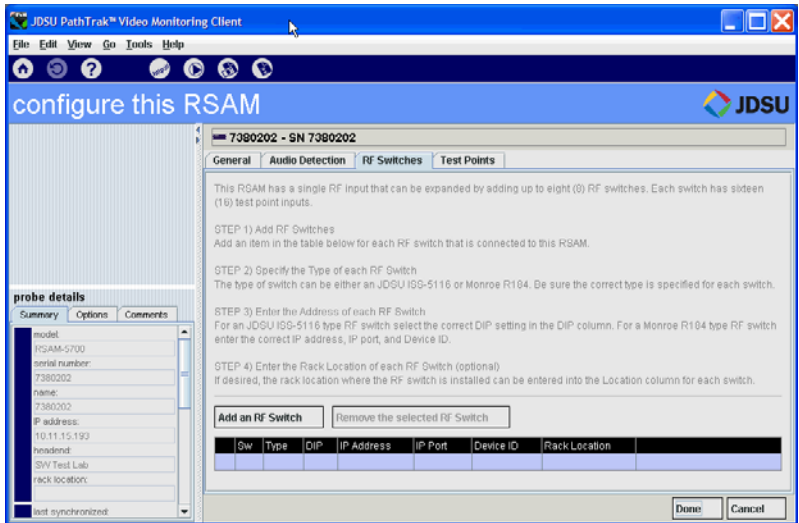 JDSU PathTrak™ Video Monitoring Client
File Edit View Go Tools Help
configure this RSAM
JDSU
7380202 - SN 7380202
General Audio Detection RF Switches Test Points
This RSAM has a single RF input that can be expanded by adding up to eight (8) RF switches. Each switch has sixteen
(16) test point inputs.
STEP 1) Add RF Switches
Add an item in the table below for each RF switch that is connected to this RSAM.
STEP 2) Specify the Type of each RF Switch
The type of switch can be either an JDSU ISS-5116 or Monroe R184. Be sure the correct type is specified for each switch.
STEP 3) Enter the Address of each RF Switch
For an JDSU ISS-5116 type RF switch select the correct DIP setting in the DIP column. For a Monroe R184 type RF switch
enter the correct IP address, IP port, and Device ID.
STEP 4) Enter the Rack Location of each RF Switch (optional)
If desired, the rack location where the RF switch is installed can be entered into the Location column for each switch.
Add an RF Switch Remove the selected RF Switch
Sw Type DIP IP Address IP Port Device ID Rack Location
probe details
Summary Options Comments
model:
RSAM-5700
serial number:
7380202
name:
7380202
IP address:
10.11.15.193
headend:
SW Test Lab
rack location:
last synchronized:
Done Cancel